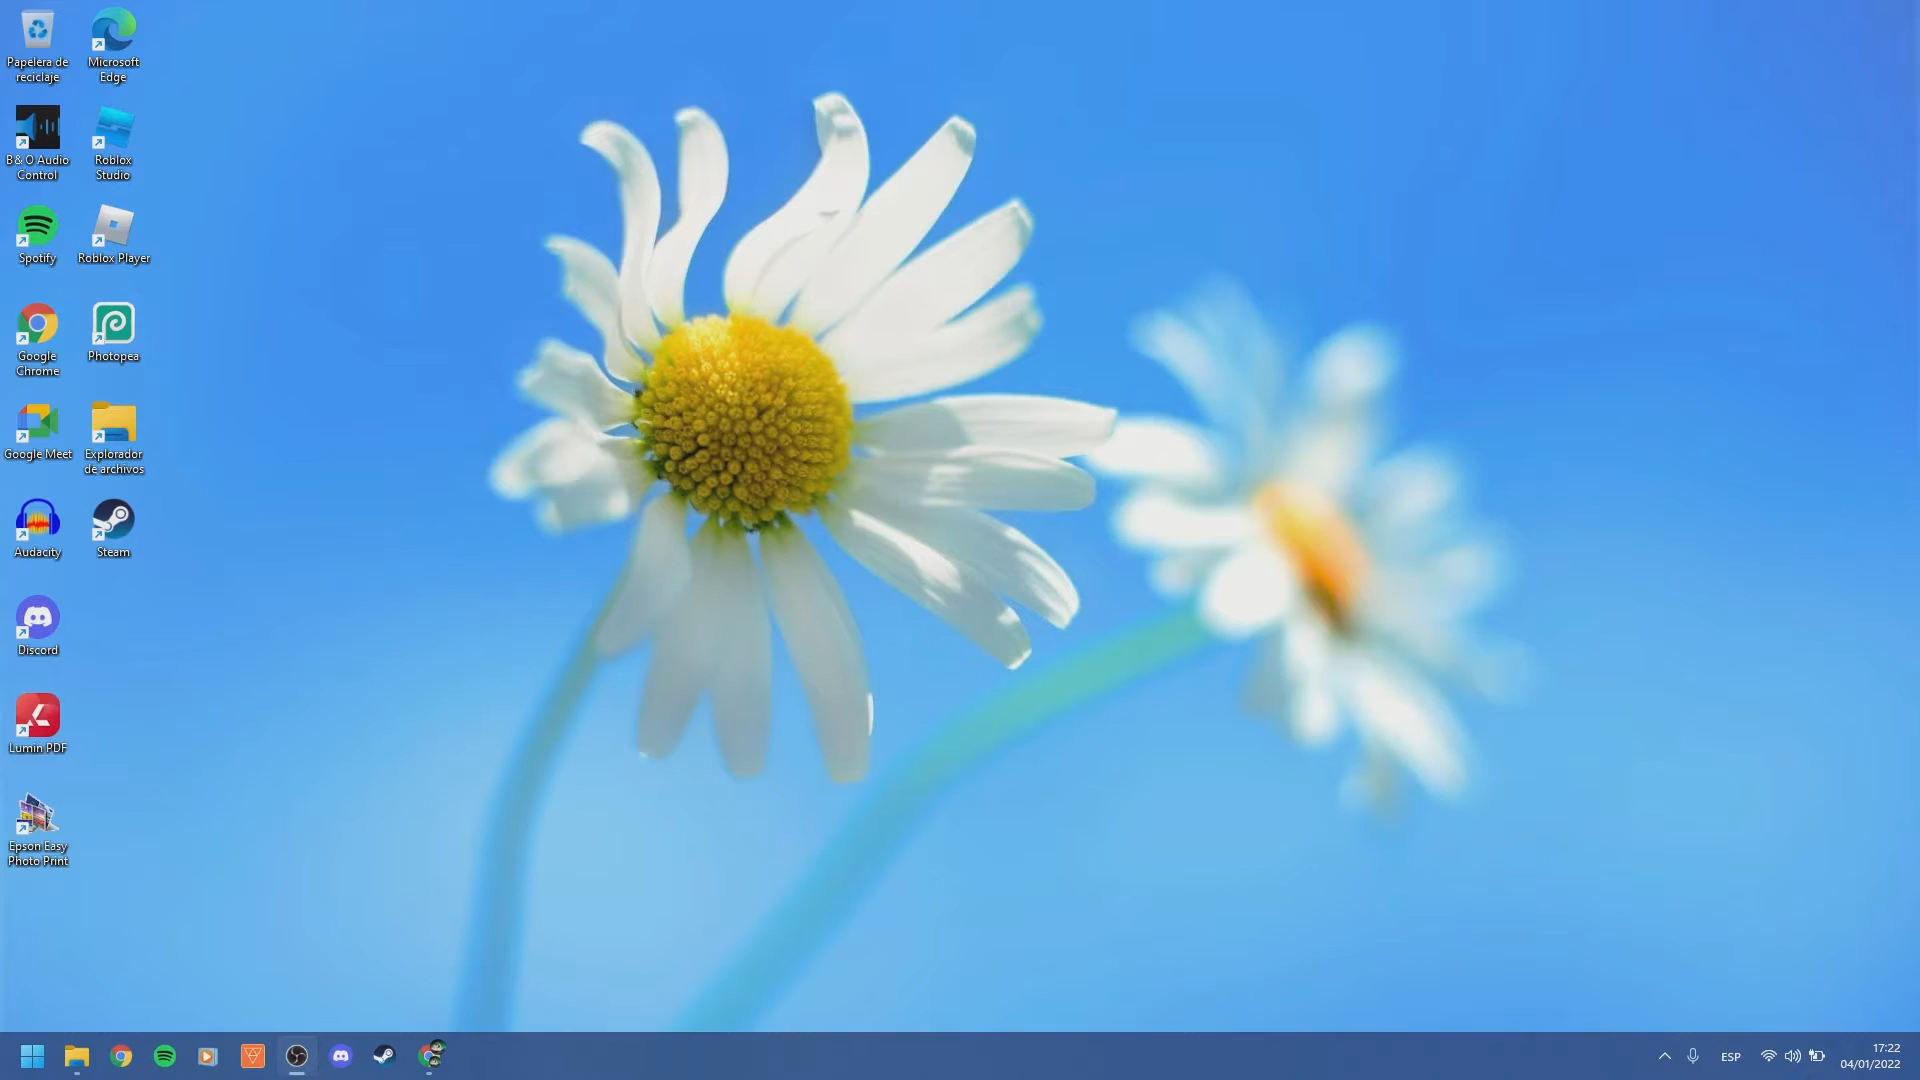 Papelera de
reciclaje
Microsoft
Edge
B& O Audio
Control
Roblox
Studio
Spotify
Roblox Player
Google
Chrome
Photopea
Google Meet
Explorador
de archivos
Audacity
Steam
Discord
Lumin PDF
Epson Easy
Photo Print
ESP
17:22
04/01/2022